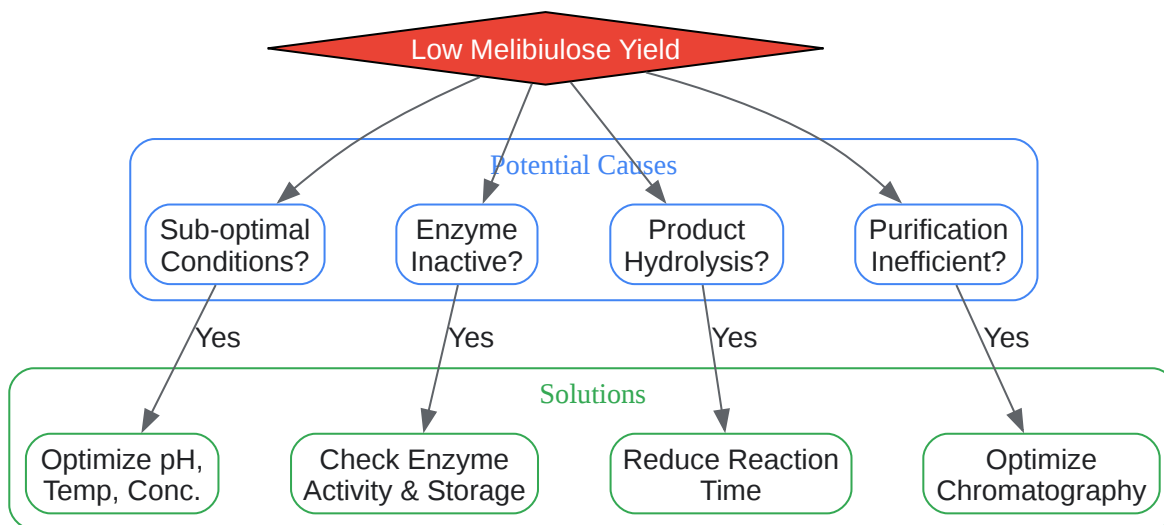 Low Melibiulose Yield
Potential Causes
Sub-optimal
Conditions?
Enzyme
Inactive?
Product
Hydrolysis?
Purification
Inefficient?
Yes
Yes
Yes
Yes
Solutions
Optimize pH,
Temp, Conc.
Check Enzyme
Activity & Storage
Reduce Reaction
Time
Optimize
Chromatography